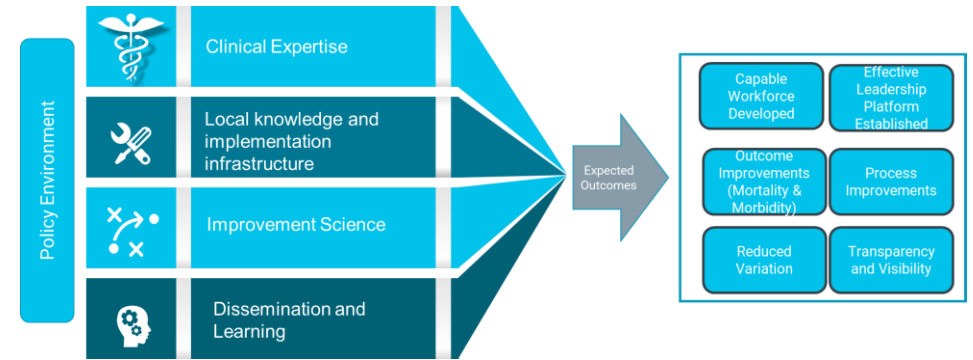 Policy Environment
Clinical Expertise
Local knowledge and
implementation
infrastructure
Improvement Science
Dissemination and
Learning
Expected
Outcomes
Capable
Workforce
Developed
Effective
Leadership
Platform
Established
Outcome
Improvements
(Mortality &
Morbidity)
Process
Improvements
Reduced
Variation
Transparency
and Visibility